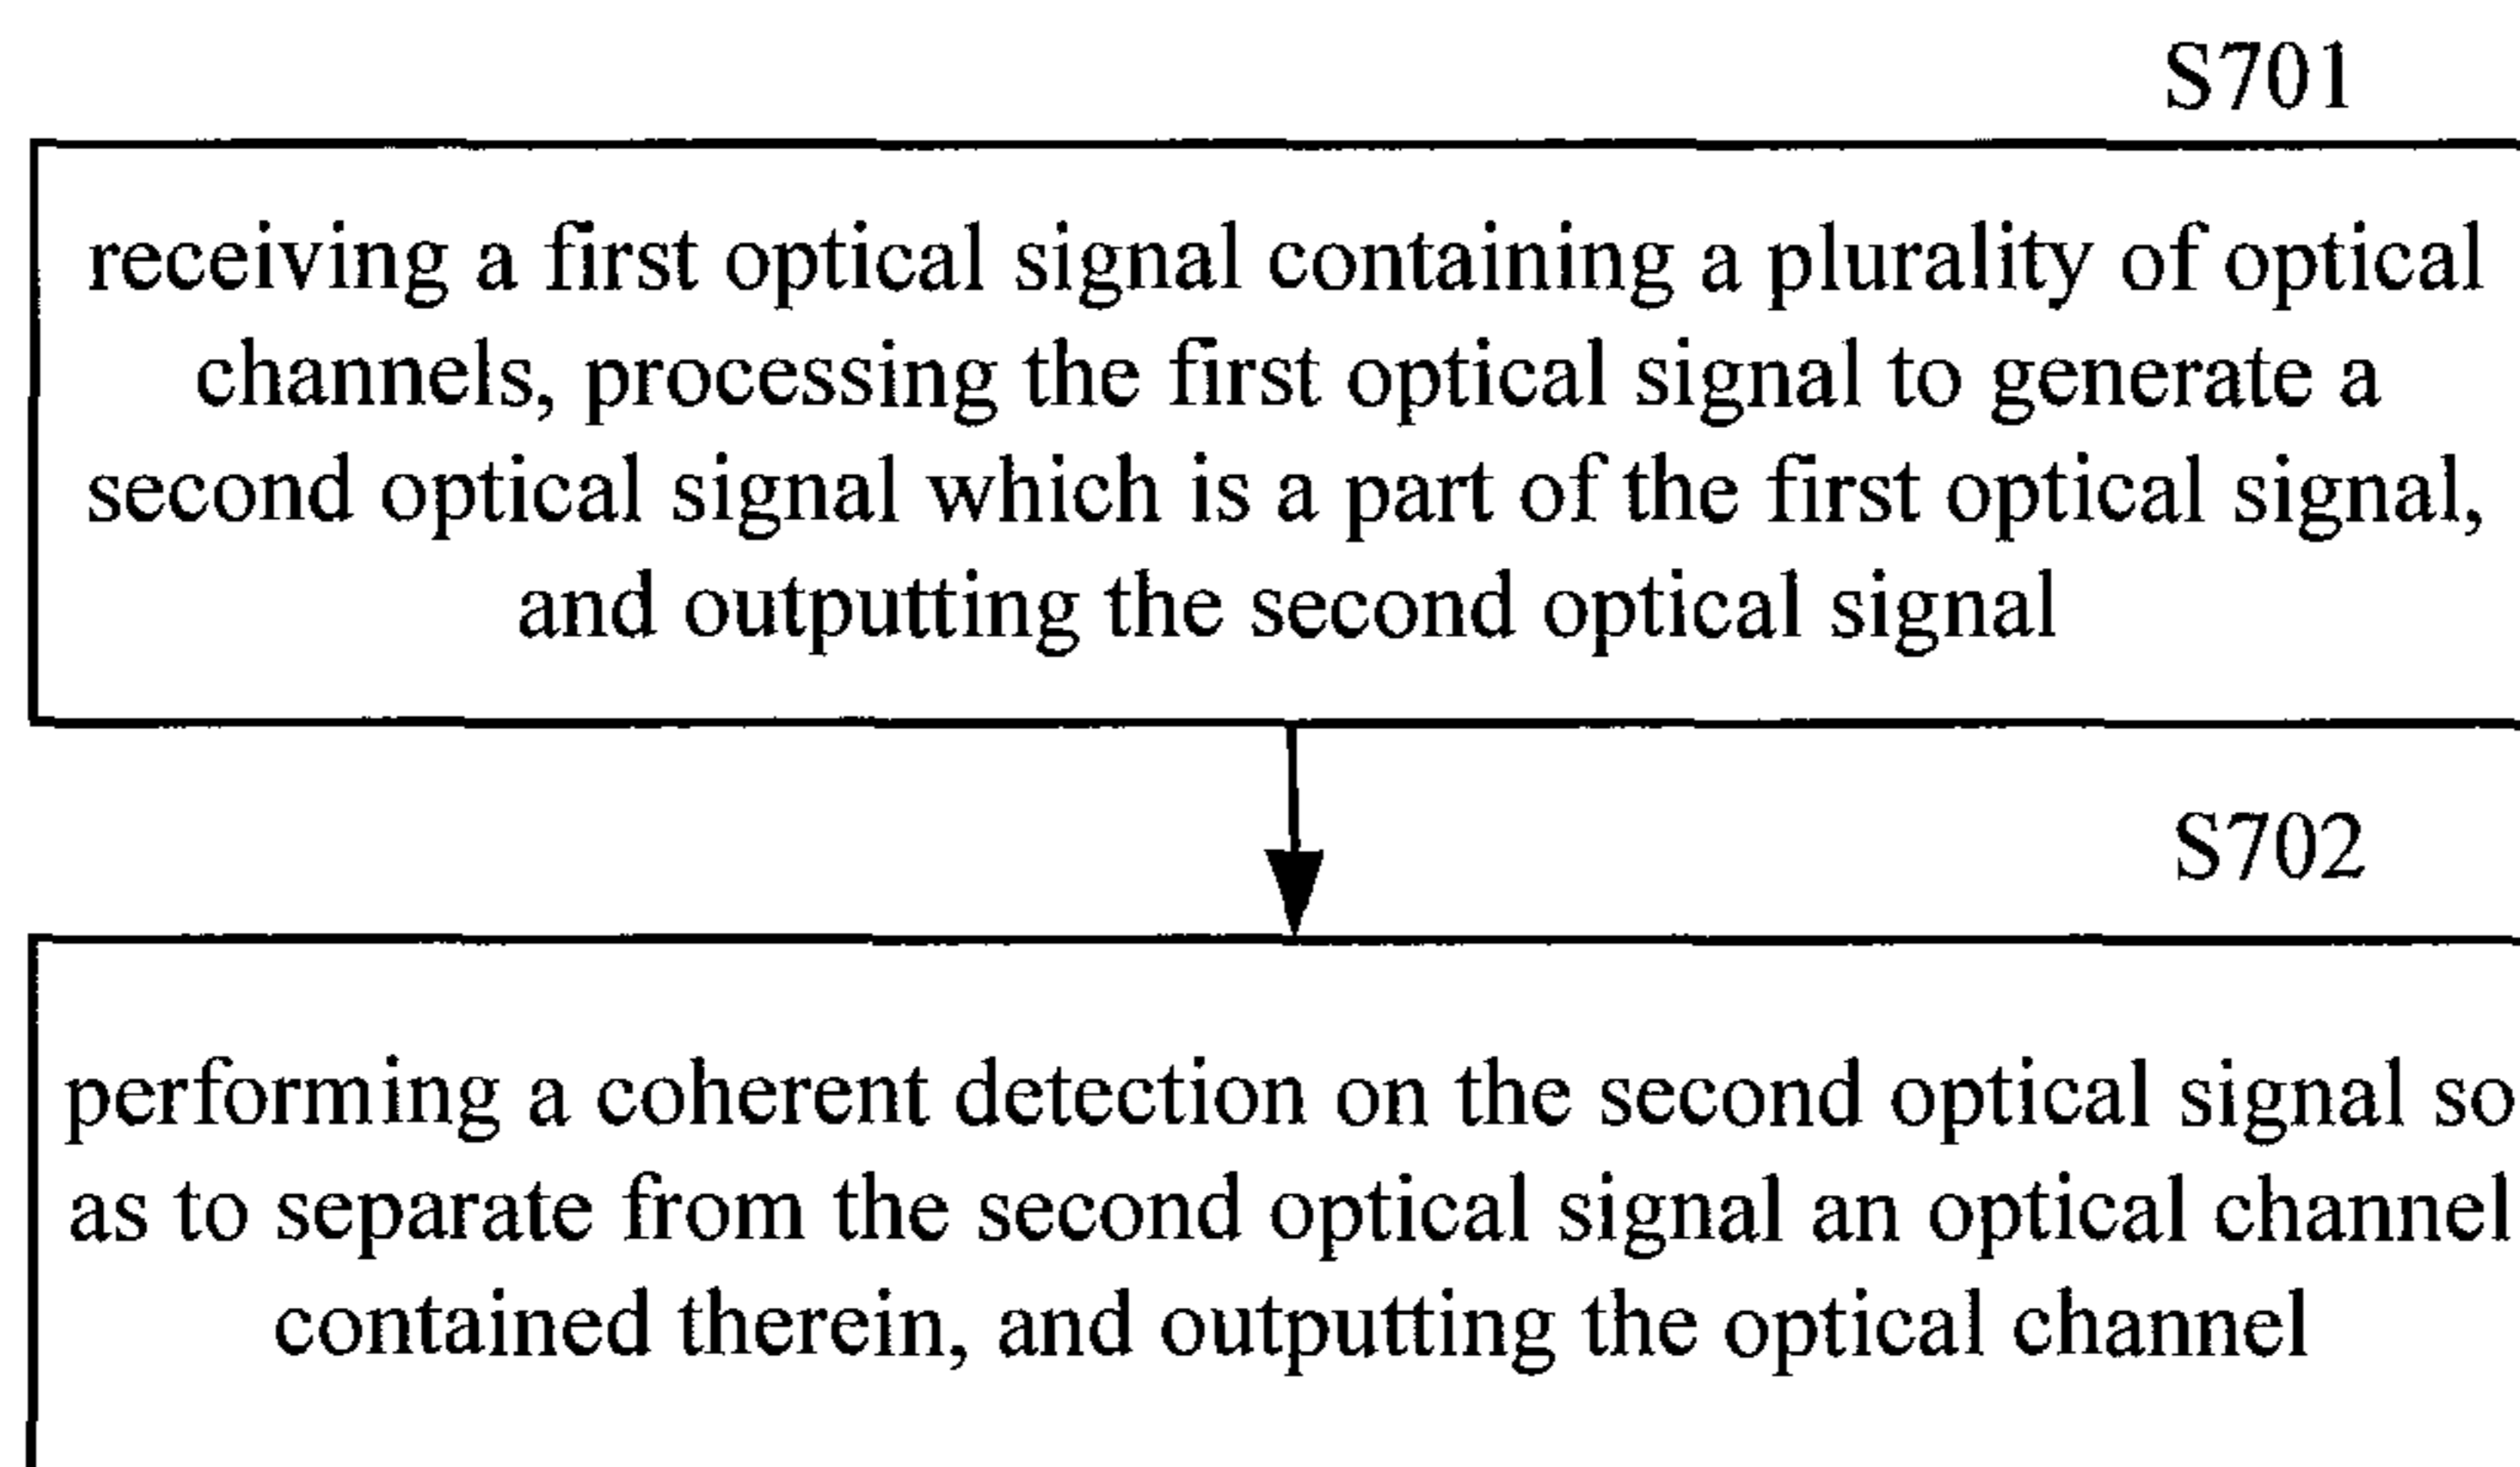 S701
receiving a first optical signal containing a plurality of optical
channels, processing the first optical signal to generate a
second optical signal which is a part of the first optical signal,
and outputting the second optical signal
S702
performing a coherent detection on the second optical signal so
as to separate from the second optical signal an optical channel
contained therein, and outputting the optical channel